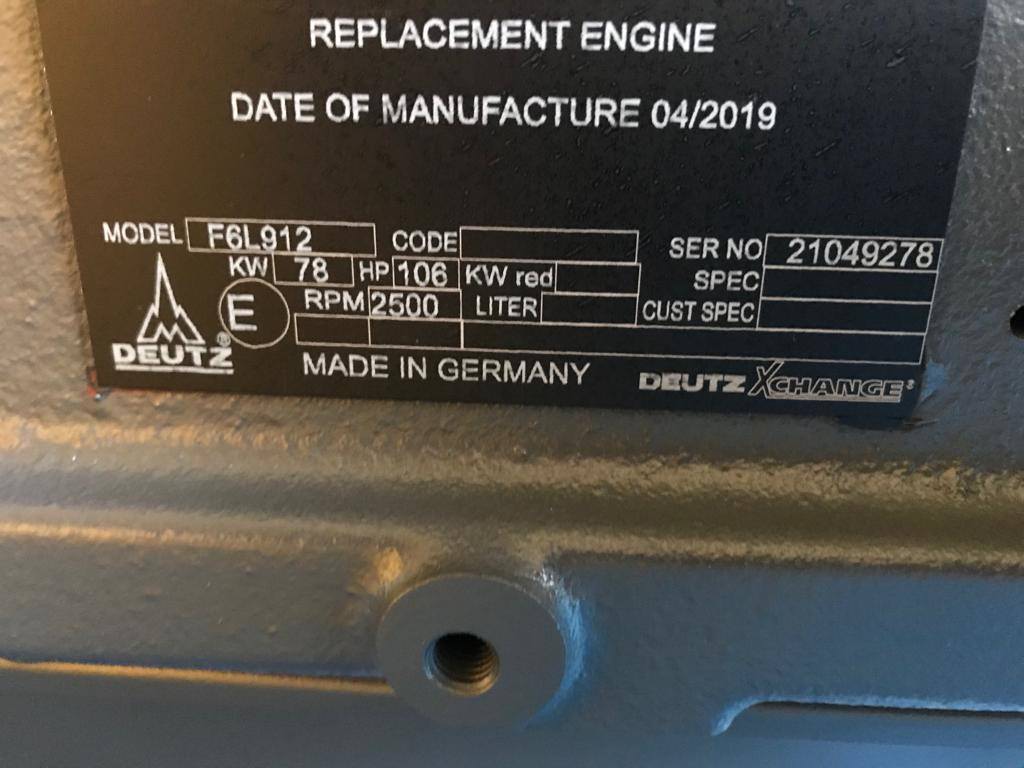 REPLACEMENT ENGINE
DATE OF MANUFACTURE 04/2019
MODEL F6L912 CODE SER NO 21049278
KW 78 HP 106 KW red SPEC
E RPM 2500 LITER CUST SPEC
DEUTZ®
MADE IN GERMANY DEUTZ XCHANGE®